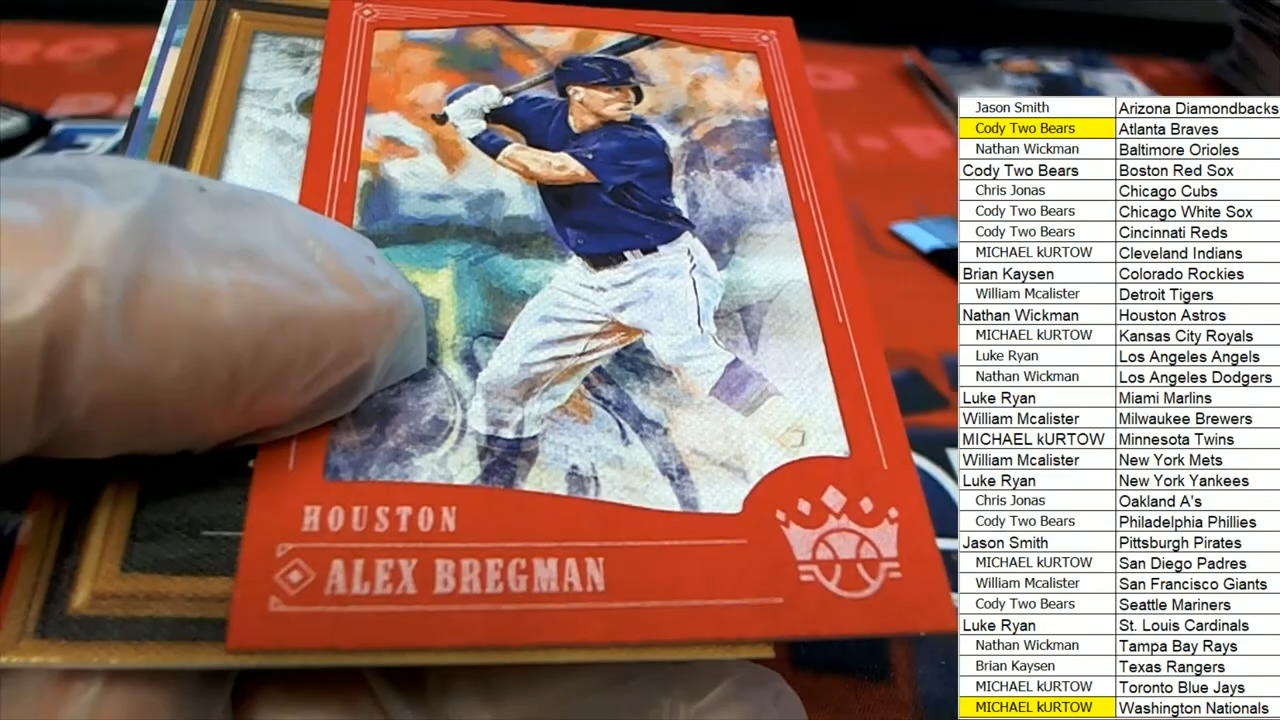 HOUSTON
ALEX BREGMAN
Jason Smith Arizona Diamondbacks
Cody Two Bears Atlanta Braves
Nathan Wickman Baltimore Orioles
Cody Two Bears Boston Red Sox
Chris Jonas Chicago Cubs
Cody Two Bears Chicago White Sox
Cody Two Bears Cincinnati Reds
MICHAEL kURTOW Cleveland Indians
Brian Kaysen Colorado Rockies
William Mcalister Detroit Tigers
Nathan Wickman Houston Astros
MICHAEL kURTOW Kansas City Royals
Luke Ryan Los Angeles Angels
Nathan Wickman Los Angeles Dodgers
Luke Ryan Miami Marlins
William Mcalister Milwaukee Brewers
MICHAEL kURTOW Minnesota Twins
William Mcalister New York Mets
Luke Ryan New York Yankees
Chris Jonas Oakland A's
Cody Two Bears Philadelphia Phillies
Jason Smith Pittsburgh Pirates
MICHAEL kURTOW San Diego Padres
William Mcalister San Francisco Giants
Cody Two Bears Seattle Mariners
Luke Ryan St. Louis Cardinals
Nathan Wickman Tampa Bay Rays
Brian Kaysen Texas Rangers
MICHAEL kURTOW Toronto Blue Jays
MICHAEL kURTOW Washington Nationals